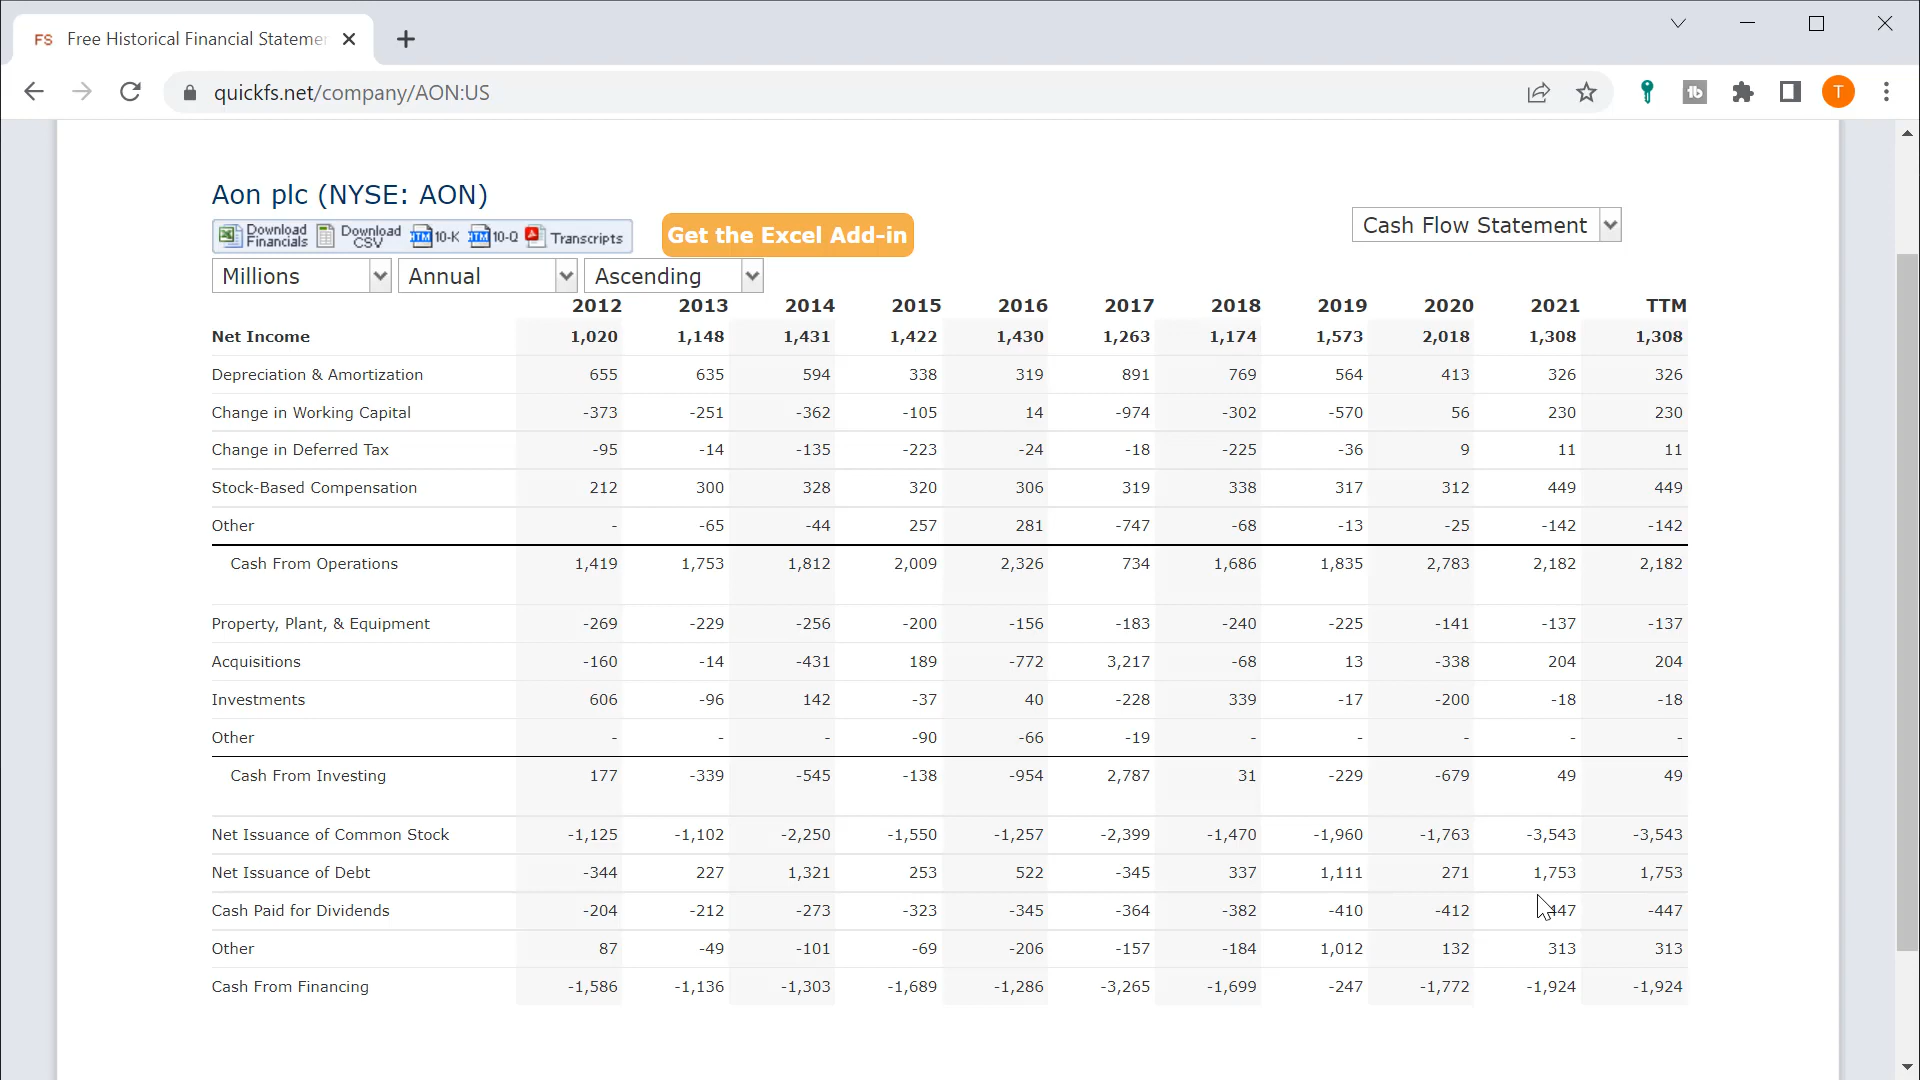 FS Free Historical Financial Stateme
quickfs.net/company/AON:US
T
Aon plc (NYSE: AON)
Download Financials Download CSV 10-K 10-Q Transcripts
Get the Excel Add-in
Cash Flow Statement
Millions Annual Ascending
2012 2013 2014 2015 2016 2017 2018 2019 2020 2021 TTM
Net Income 1,020 1,148 1,431 1,422 1,430 1,263 1,174 1,573 2,018 1,308 1,308
Depreciation & Amortization 655 635 594 338 319 891 769 564 413 326 326
Change in Working Capital -373 -251 -362 -105 14 -974 -302 -570 56 230 230
Change in Deferred Tax -95 -14 -135 -223 -24 -18 -225 -36 9 11 11
Stock-Based Compensation 212 300 328 320 306 319 338 317 312 449 449
Other - -65 -44 257 281 -747 -68 -13 -25 -142 -142
Cash From Operations 1,419 1,753 1,812 2,009 2,326 734 1,686 1,835 2,783 2,182 2,182
Property, Plant, & Equipment -269 -229 -256 -200 -156 -183 -240 -225 -141 -137 -137
Acquisitions -160 -14 -431 189 -772 3,217 -68 13 -338 204 204
Investments 606 -96 142 -37 40 -228 339 -17 -200 -18 -18
Other - - - -90 -66 -19 - - - - -
Cash From Investing 177 -339 -545 -138 -954 2,787 31 -229 -679 49 49
Net Issuance of Common Stock -1,125 -1,102 -2,250 -1,550 -1,257 -2,399 -1,470 -1,960 -1,763 -3,543 -3,543
Net Issuance of Debt -344 227 1,321 253 522 -345 337 1,111 271 1,753 1,753
Cash Paid for Dividends -204 -212 -273 -323 -345 -364 -382 -410 -412 447 -447
Other 87 -49 -101 -69 -206 -157 -184 1,012 132 313 313
Cash From Financing -1,586 -1,136 -1,303 -1,689 -1,286 -3,265 -1,699 -247 -1,772 -1,924 -1,924